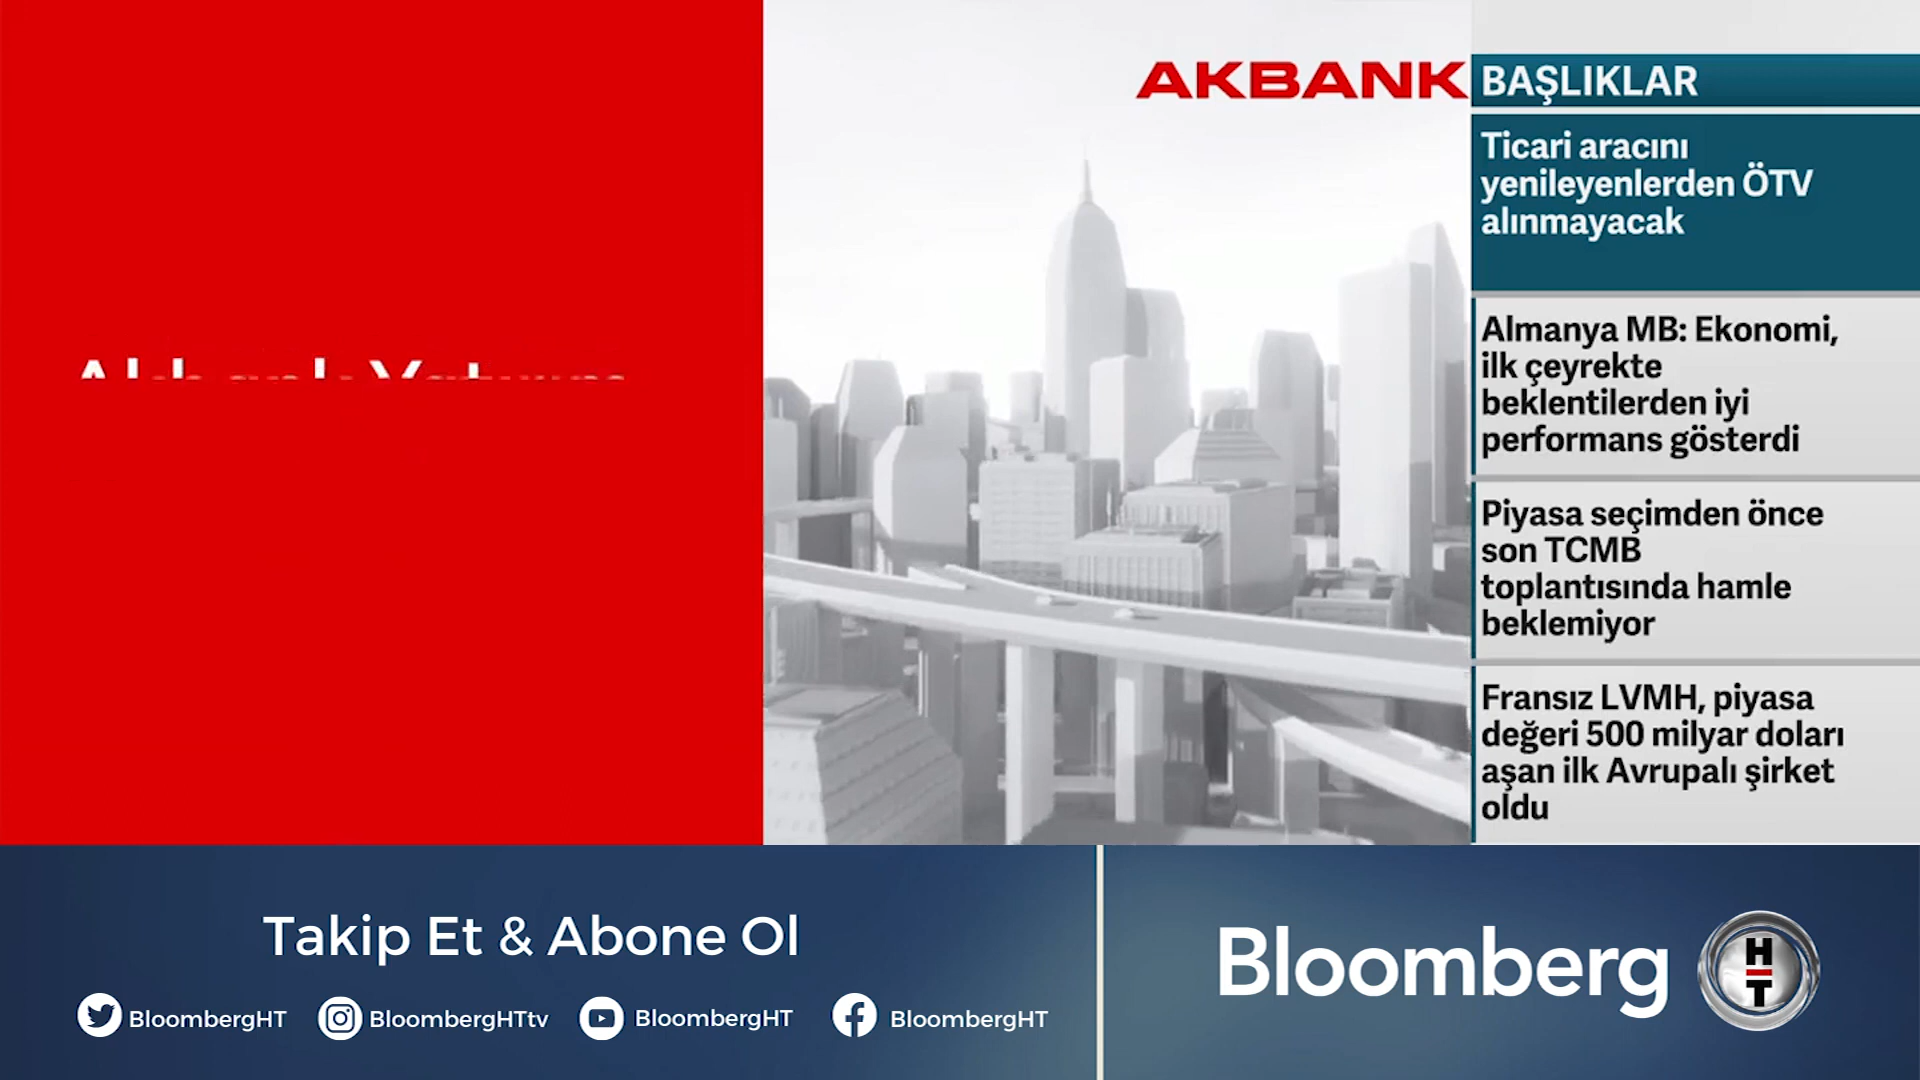 AKBANK
BAŞLIKLAR
Ticari aracını
yenileyenlerden ÖTV
alınmayacak
Almanya MB: Ekonomi,
ilk çeyrekte
beklentilerden iyi
performans gösterdi
Piyasa seçimden önce
son TCMB
toplantısında hamle
beklemiyor
Fransız LVMH, piyasa
değeri 500 milyar doları
aşan ilk Avrupalı şirket
oldu
Takip Et & Abone Ol
BloombergHT
BloombergHTtv
BloombergHT
BloombergHT
Bloomberg
HT